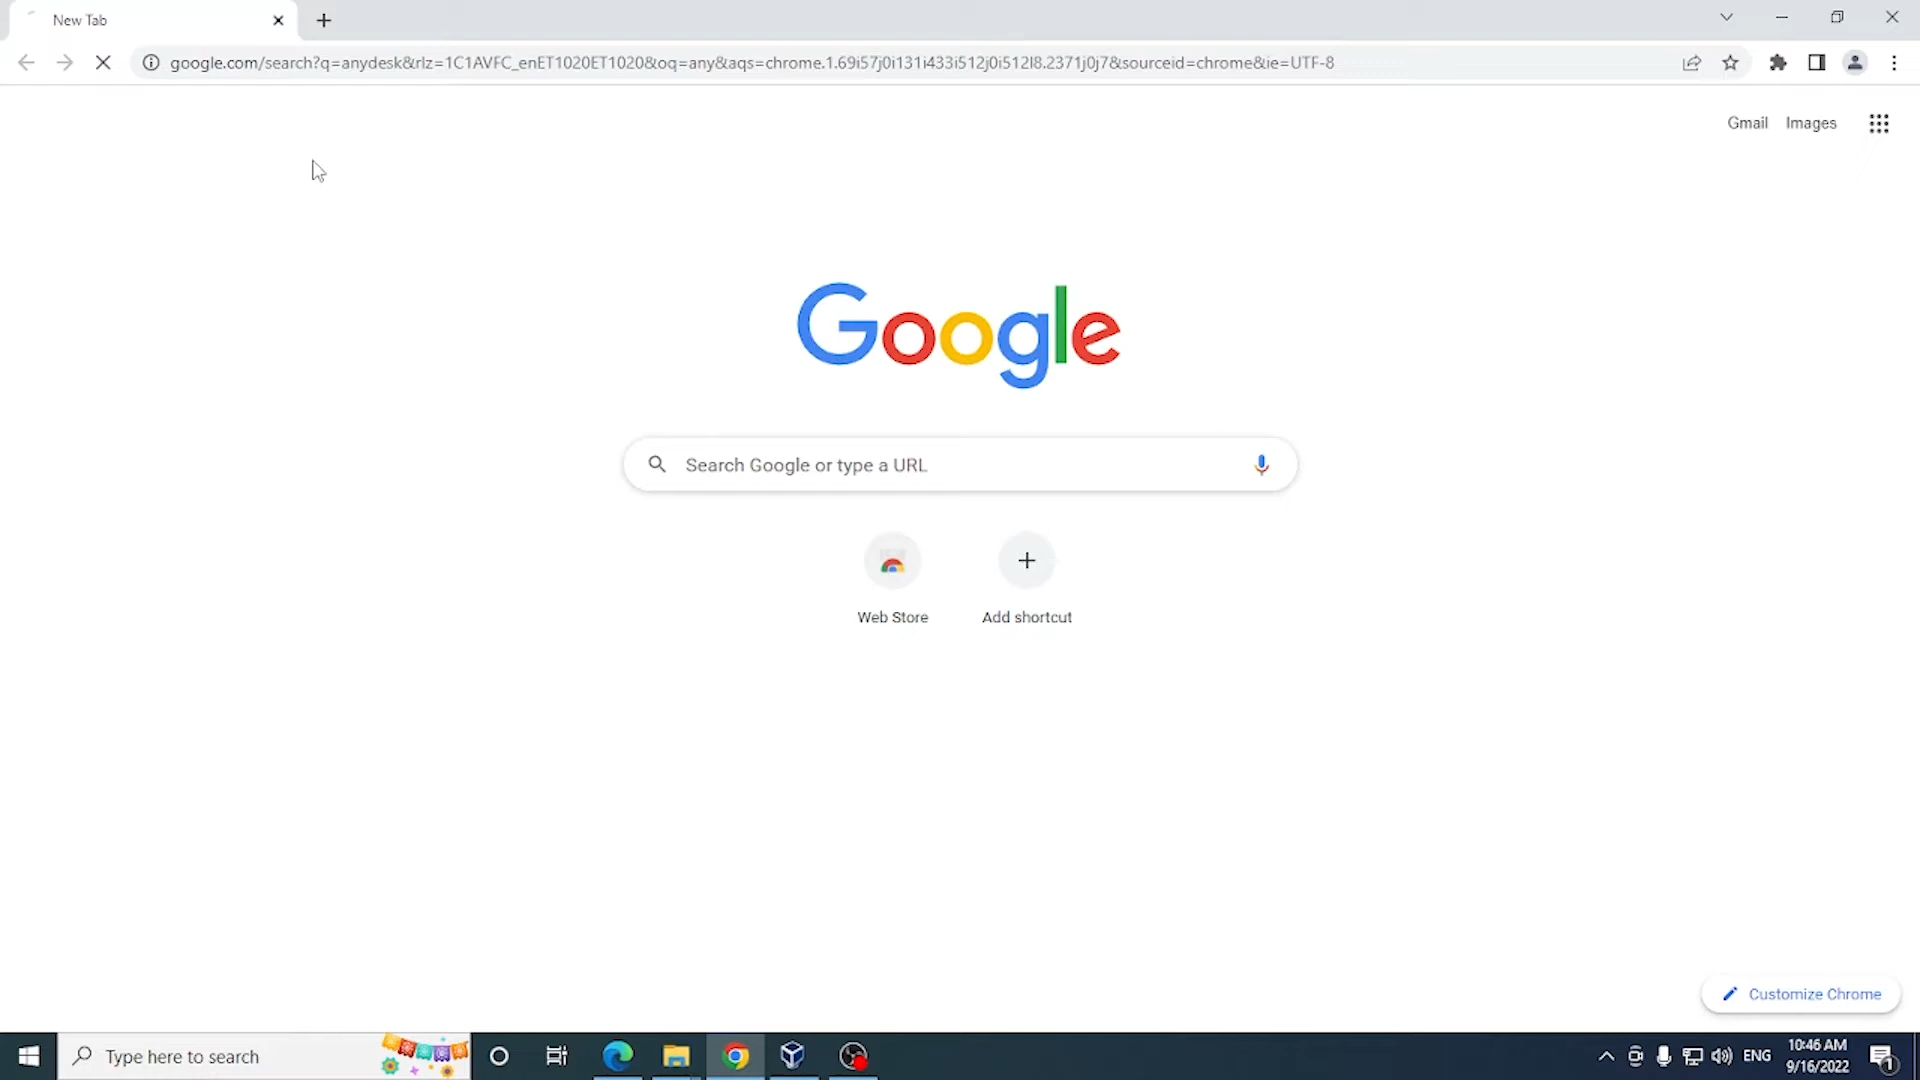 New Tab
google.com/search?q=anydesk&rlz=1C1AVFC_enET1020ET1020&oq=any&aqs=chrome.1.69i57j0i131i433i512j0i512l8.2371j0j7&sourceid=chrome&ie=UTF-8
Gmail Images
Google
Search Google or type a URL
Web Store Add shortcut
Customize Chrome
Type here to search
ENG
10:46 AM
9/16/2022
1